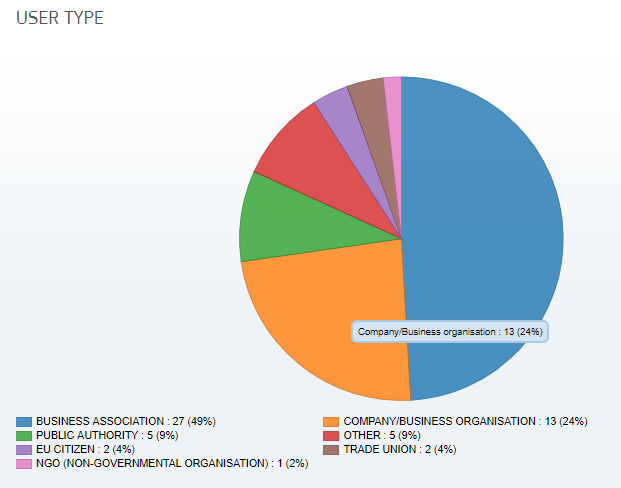 USER TYPE
Company/Business organisation : 13 (24%)
BUSINESS ASSOCIATION : 27 (49%)
COMPANY/BUSINESS ORGANISATION : 13 (24%)
PUBLIC AUTHORITY : 5 (9%)
OTHER : 5 (9%)
EU CITIZEN : 2 (4%)
TRADE UNION : 2 (4%)
NGO (NON-GOVERNMENTAL ORGANISATION) : 1 (2%)